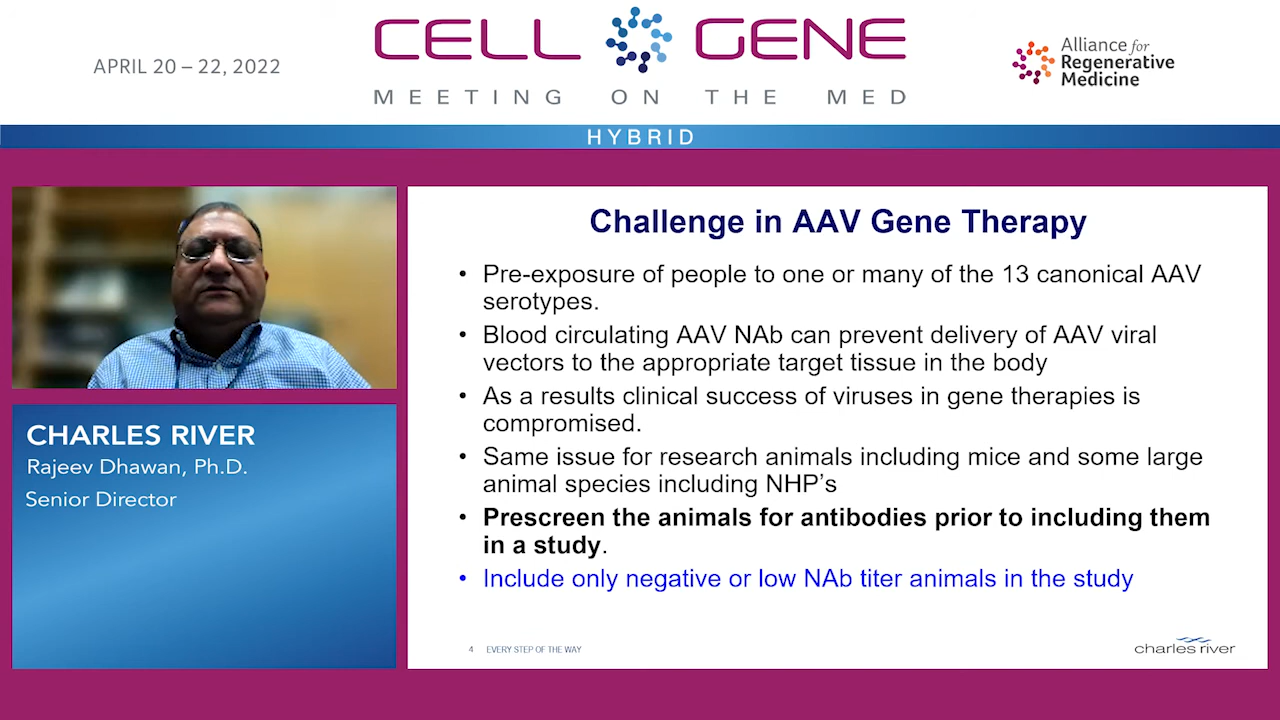 APRIL 20 – 22, 2022
CELL GENE
MEETING ON THE MED
Alliance for
Regenerative
Medicine
HYBRID
CHARLES RIVER
Rajeev Dhawan, Ph.D.
Senior Director
Challenge in AAV Gene Therapy
• Pre-exposure of people to one or many of the 13 canonical AAV
serotypes.
• Blood circulating AAV NAb can prevent delivery of AAV viral
vectors to the appropriate target tissue in the body
• As a results clinical success of viruses in gene therapies is
compromised.
• Same issue for research animals including mice and some large
animal species including NHP’s
• Prescreen the animals for antibodies prior to including them
in a study.
• Include only negative or low NAb titer animals in the study
4 EVERY STEP OF THE WAY
charles river